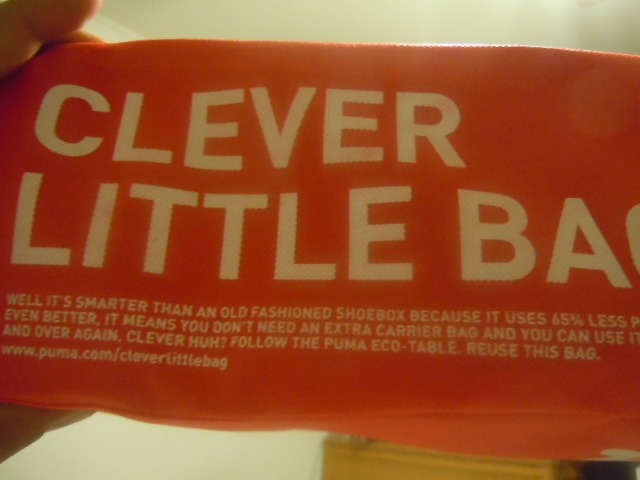 CLEVER
LITTLE BAG
WELL IT'S SMARTER THAN AN OLD FASHIONED SHOEBOX BECAUSE IT USES 65% LESS
EVEN BETTER, IT MEANS YOU DON'T NEED AN EXTRA CARRIER BAG AND YOU CAN USE IT
AND OVER AGAIN. CLEVER HUH? FOLLOW THE PUMA ECO-TABLE. REUSE THIS BAG.
www.puma.com/cleverlittlebag